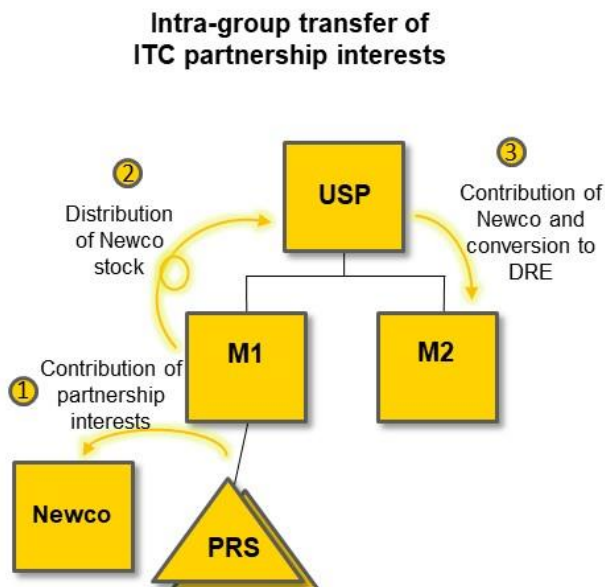 Intra-group transfer of
ITC partnership interests
3
2
USP
Contribution of
Newco and
conversion to
DRE
Distribution
of Newco
stock
M1
M2
1
Contribution of
partnership
interests
Newco
PRS